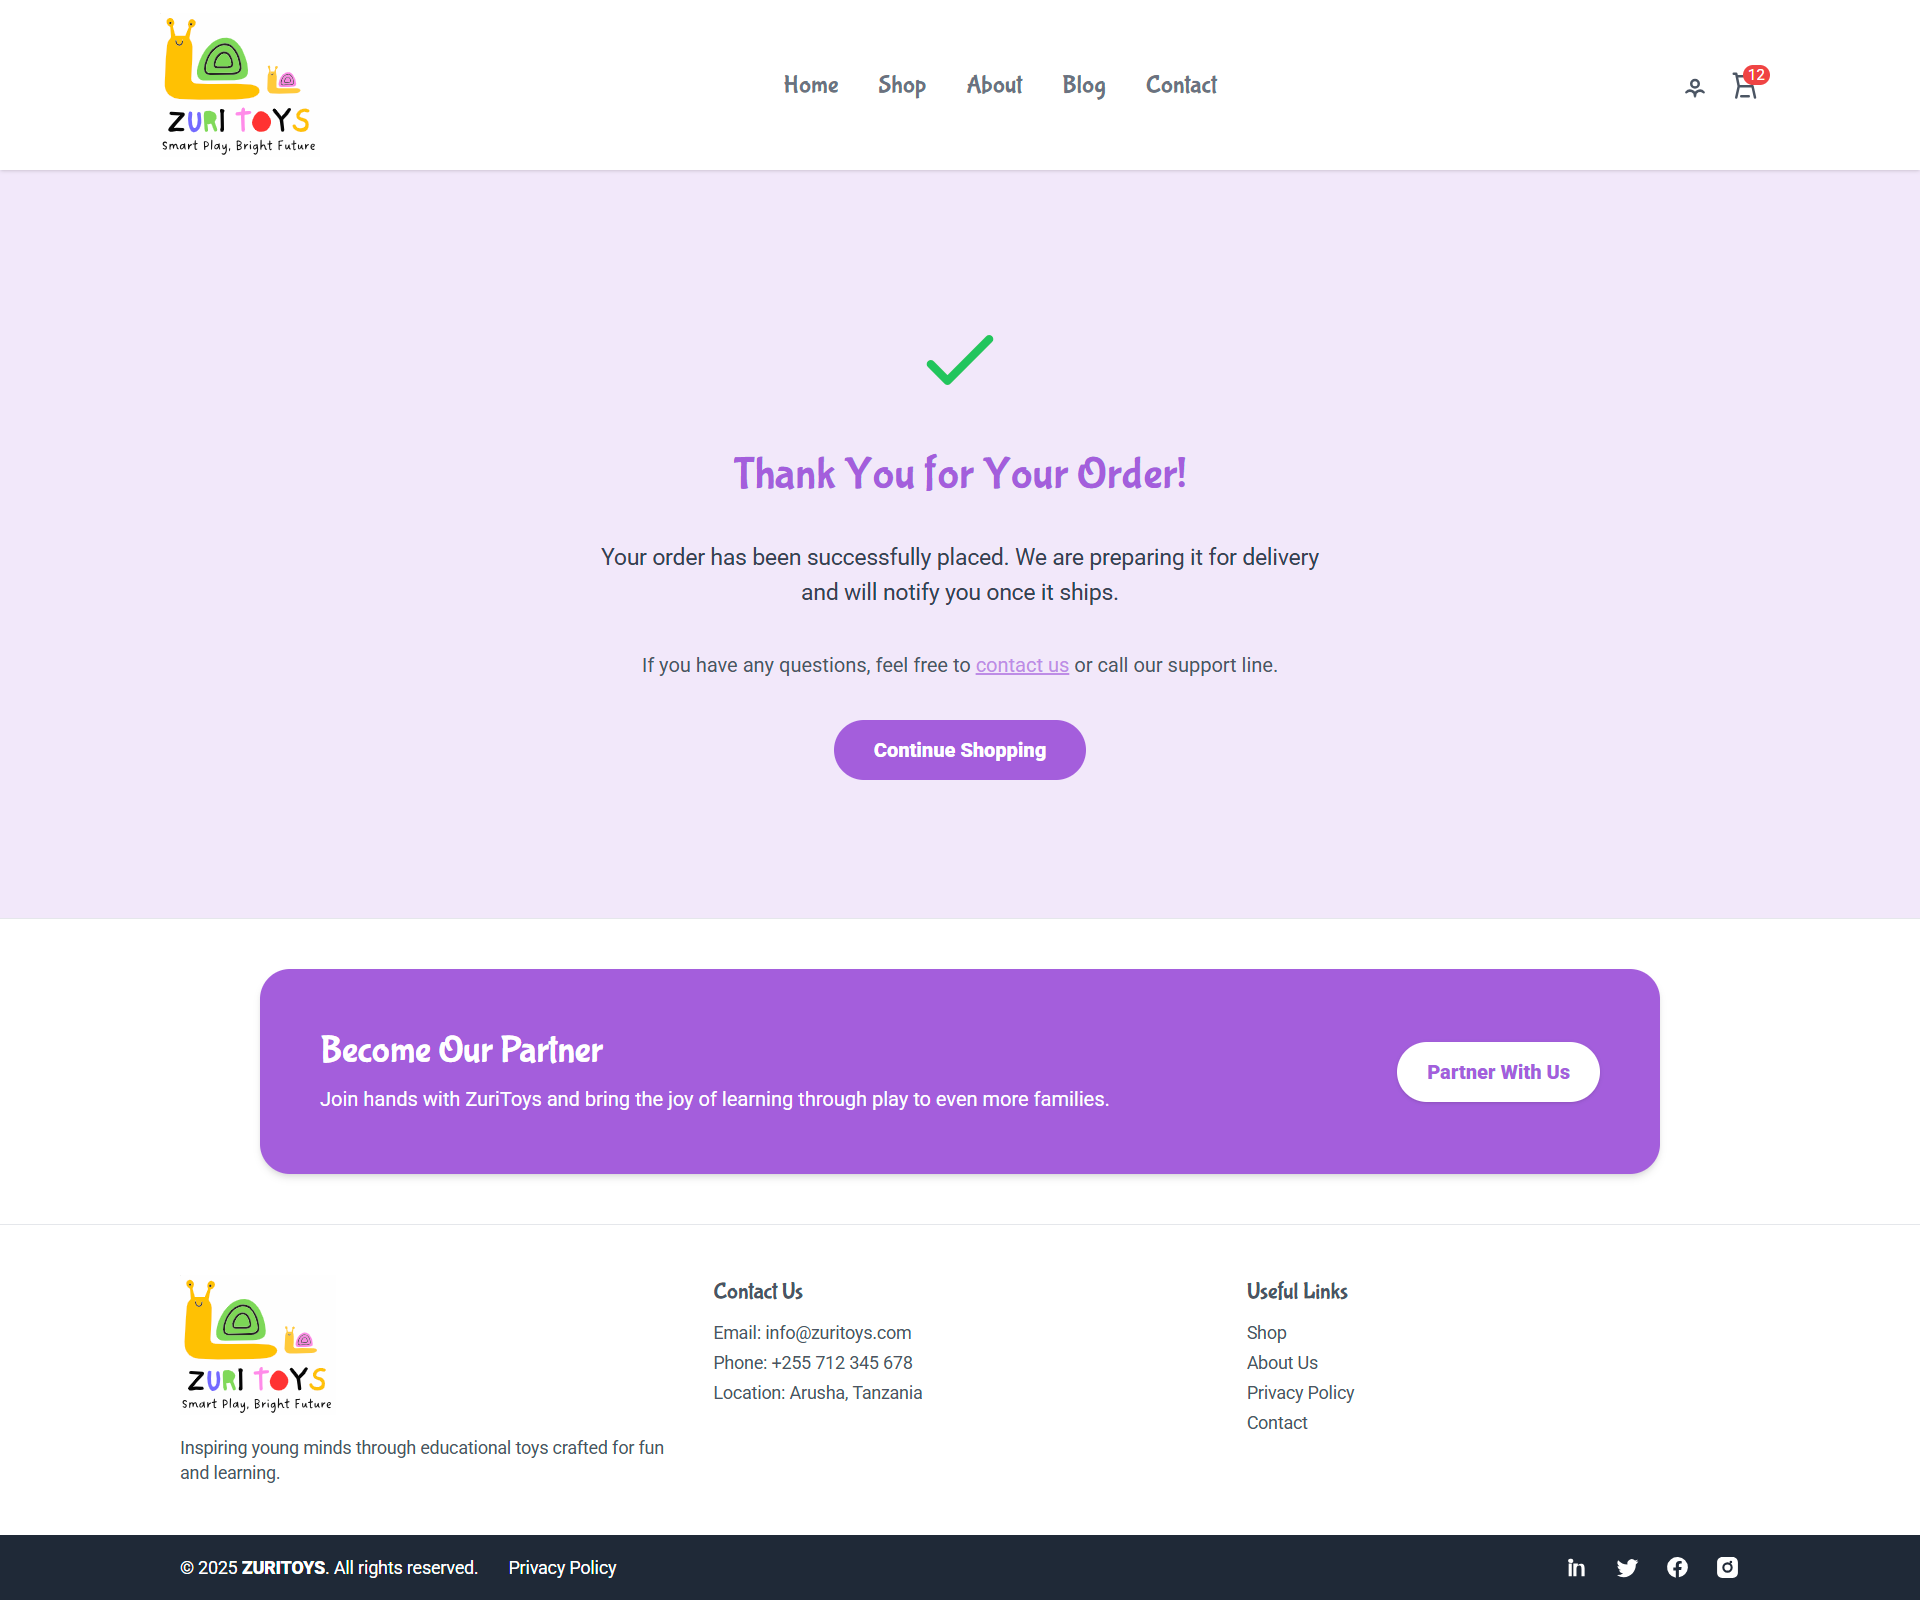 ZURI TOYS
Smart Play, Bright Future
Home
Shop
About
Blog
Contact
12
Thank You for Your Order!
Your order has been successfully placed. We are preparing it for delivery
and will notify you once it ships.
If you have any questions, feel free to contact us or call our support line.
Continue Shopping
Become Our Partner
Join hands with ZuriToys and bring the joy of learning through play to even more families.
Partner With Us
ZURI TOYS
Smart Play, Bright Future
Inspiring young minds through educational toys crafted for fun
and learning.
Contact Us
Email: info@zuritoys.com
Phone: +255 712 345 678
Location: Arusha, Tanzania
Useful Links
Shop
About Us
Privacy Policy
Contact
© 2025 ZURITOYS. All rights reserved.
Privacy Policy